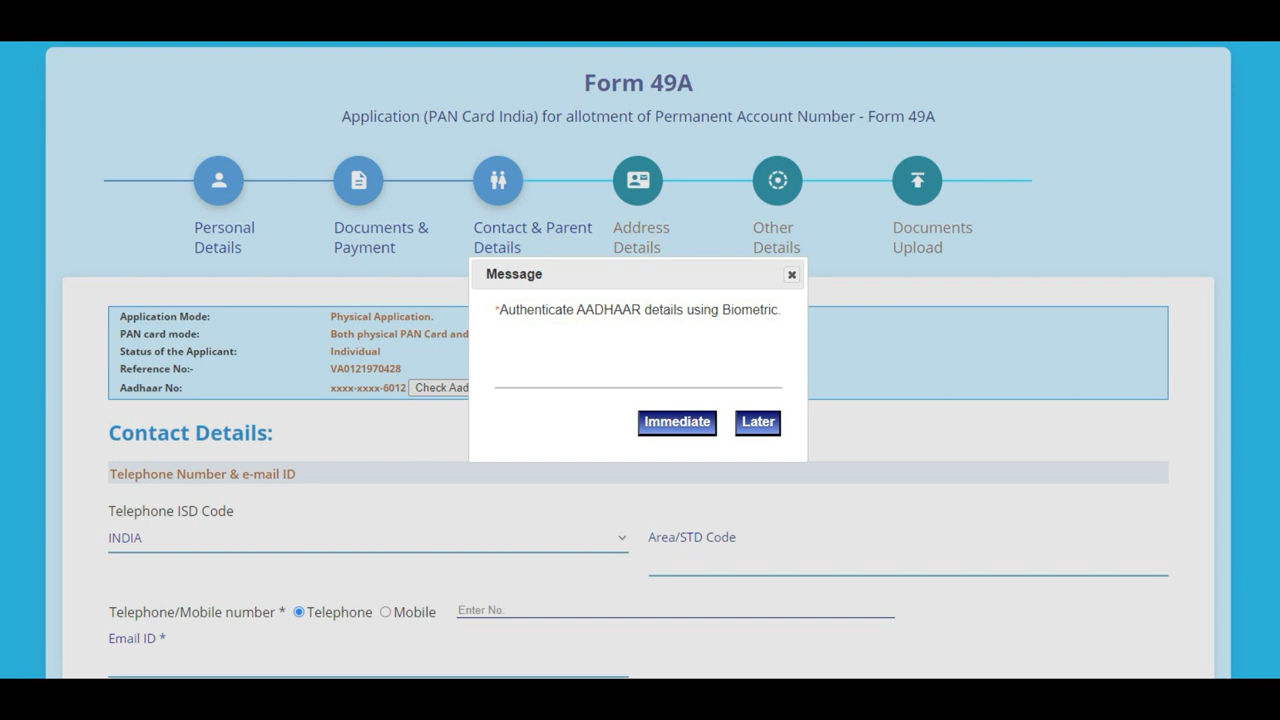 Form 49A
Application (PAN Card India) for allotment of Permanent Account Number - Form 49A
Personal Details
Documents & Payment
Contact & Parent Details
Address Details
Other Details
Documents Upload
Message
*Authenticate AADHAAR details using Biometric.
Immediate Later
Application Mode: Physical Application.
PAN card mode: Both physical PAN Card and
Status of the Applicant: Individual
Reference No:- VA0121970428
Aadhaar No: xxxx-xxxx-6012 Check Aad
Contact Details:
Telephone Number & e-mail ID
Telephone ISD Code
INDIA
Area/STD Code
Telephone/Mobile number * Telephone Mobile Enter No.
Email ID *